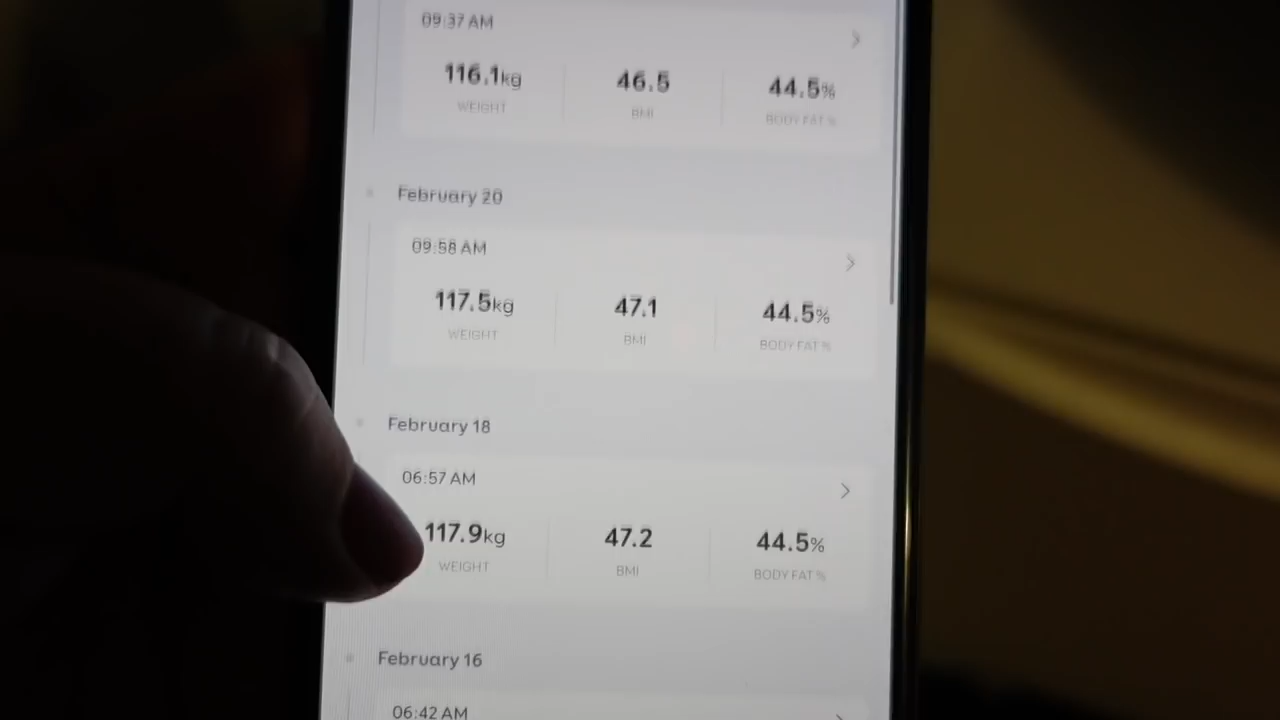 09:37 AM
116.1kg 46.5 44.5%
WEIGHT BMI BODY FAT %
February 20
09:58 AM
117.5kg 47.1 44.5%
WEIGHT BMI BODY FAT %
February 18
06:57 AM
117.9kg 47.2 44.5%
WEIGHT BMI BODY FAT %
February 16
06:42 AM